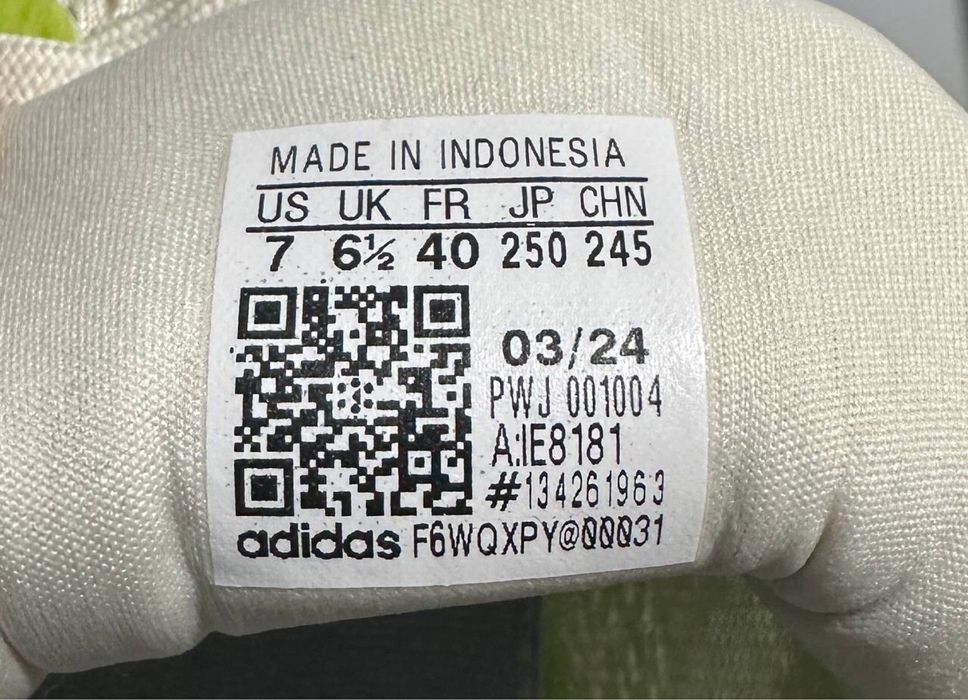 MADE IN INDONESIA
US UK FR JP CHN
7 6½ 40 250 245
03/24
PWJ 001004
A:IE8181
#134261963
adidas F6WQXPY@00031